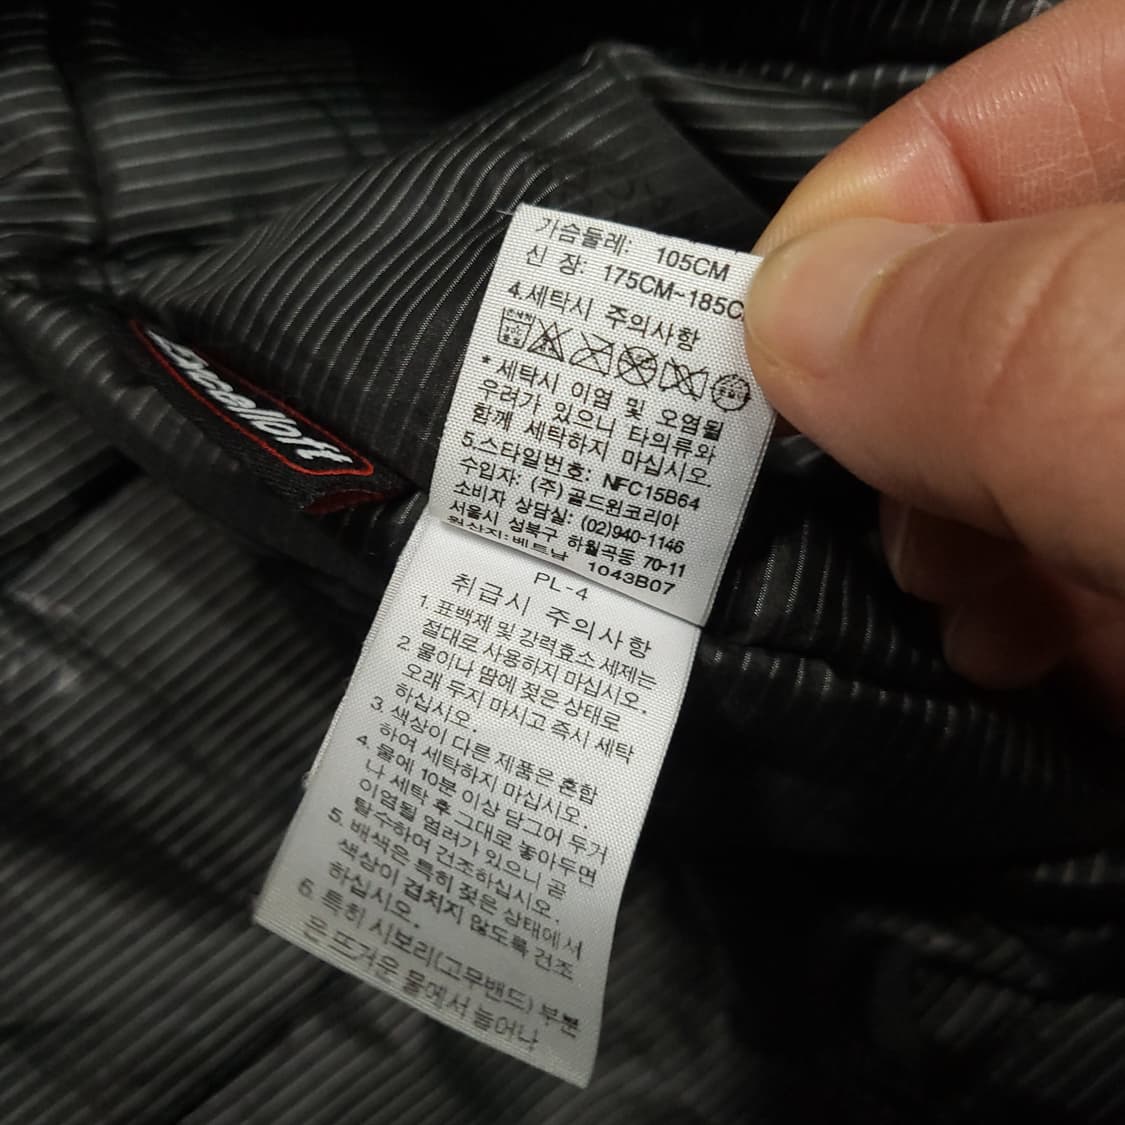 가슴둘레: 105CM
신 장: 175CM~185C
4.세탁시 주의사항
* 세탁시 이염 및 오염될
우려가 있으니 타의류와
함께 세탁하지 마십시오
5.스타일번호: NFC15B64
수입자: (주)골드윈코리아
소비자 상담실: (02)940-1146
서울시 성북구 하월곡동 70-11
원산지:베트남 1043B07
PL-4
취급시 주의사항
1. 표백제 및 강력효소 세제는
절대로 사용하지 마십시오.
2. 물이나 땀에 젖은 상태로
오래 두지 마시고 즉시 세탁
하십시오.
3. 색상이 다른 제품은 혼합
하여 세탁하지 마십시오.
4. 물에 10분 이상 담그어 두거
나 세탁 후 그대로 놓아두면
이염될 염려가 있으니 곧
탈수하여 건조하십시오.
5. 배색은 특히 젖은 상태에서
색상이 겹치지 않도록 건조
하십시오.
6. 특히 시보리(고무밴드) 부분
은 뜨거운 물에서 늘어나
Excelloft